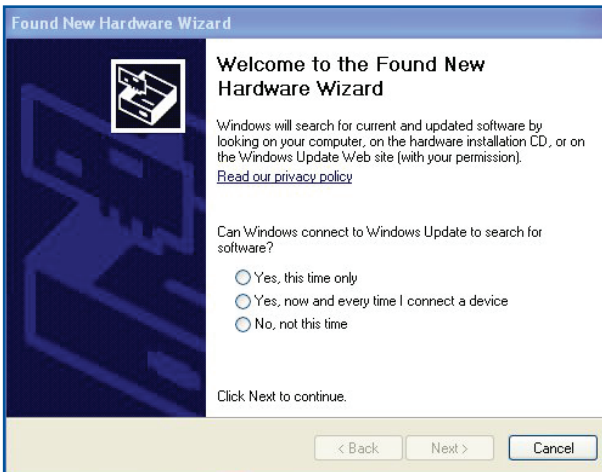 Found New Hardware Wizard
Welcome to the Found New
Hardware Wizard
Windows will search for current and updated software by
looking on your computer, on the hardware installation CD, or on
the Windows Update Web site (with your permission).
Read our privacy policy
Can Windows connect to Windows Update to search for
software?
Yes, this time only
Yes, now and every time I connect a device
No, not this time
Click Next to continue.
< Back Next > Cancel